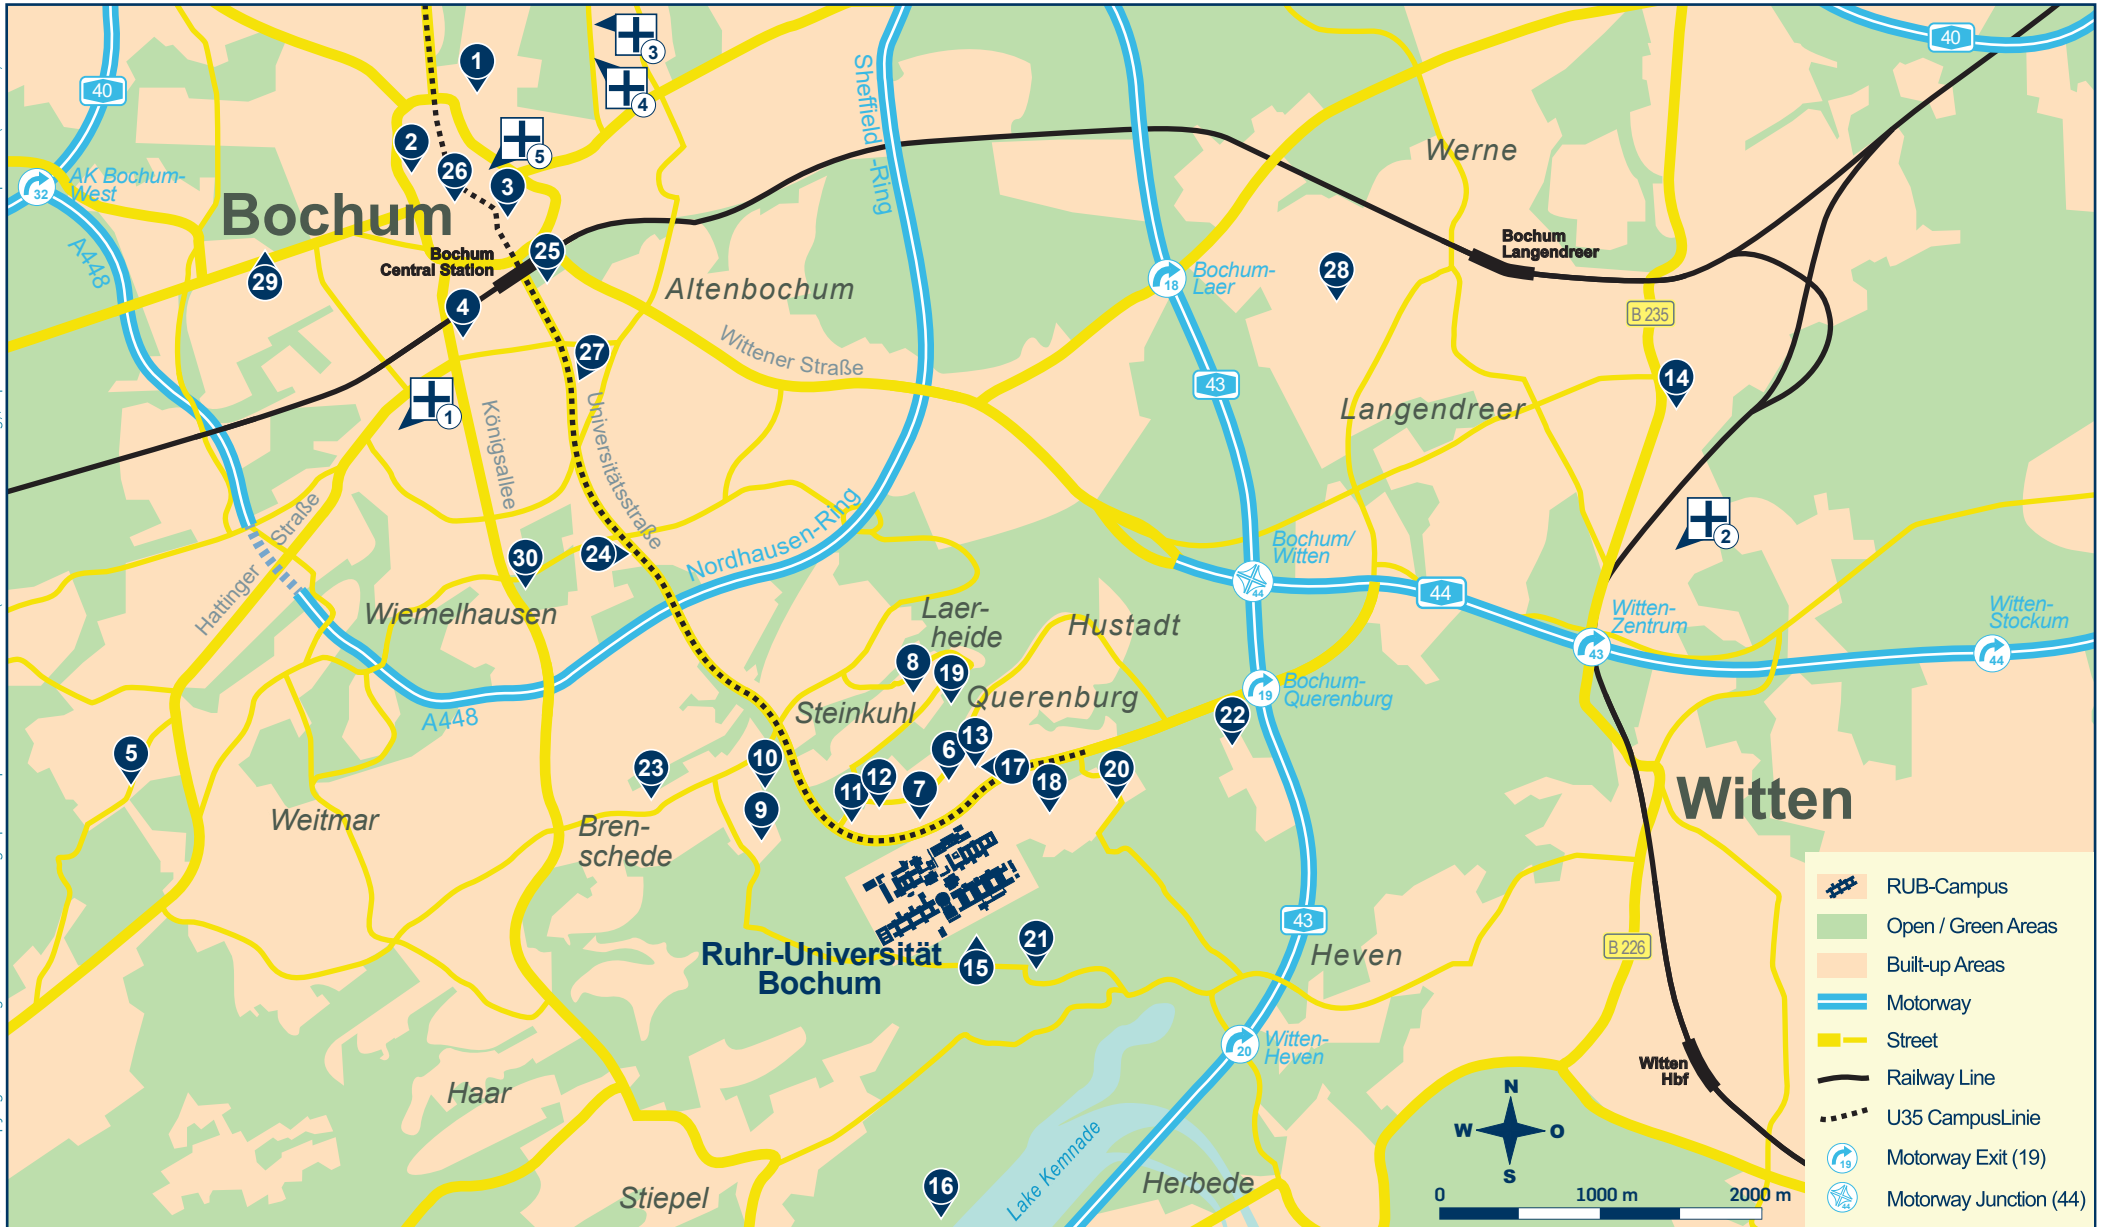 40
AK Bochum-
West
32
A448
Bochum
Bochum
Central Station
1
2
26
3
25
4
29
27
3
4
5
1
Altenbochum
Wittener Straße
Sheffield-Ring
Königsallee
Universitätsstraße
Hattinger Straße
Nordhausen-Ring
30
24
Wiemelhausen
A448
5
Weitmar
23
10
9
Bren-
schede
Steinkuhl
8
19
Laer-
heide
Hustadt
Querenburg
6
13
17
18
20
11
12
7
22
Ruhr-Universität
Bochum
15
21
16
Haar
Stiepel
Lake Kemnade
Herbede
Heven
Witten-
Heven
20
43
Bochum-
Querenburg
19
Bochum/
Witten
44
43
Bochum-
Laer
18
28
Werne
Bochum
Langendreer
B 235
14
Langendreer
40
2
44
Witten-
Zentrum
43
Witten-
Stockum
44
Witten
B 226
Witten
Hbf
N
W
O
S
0
1000 m
2000 m
RUB-Campus
Open / Green Areas
Built-up Areas
Motorway
Street
Railway Line
U35 CampusLinie
19
Motorway Exit (19)
44
Motorway Junction (44)